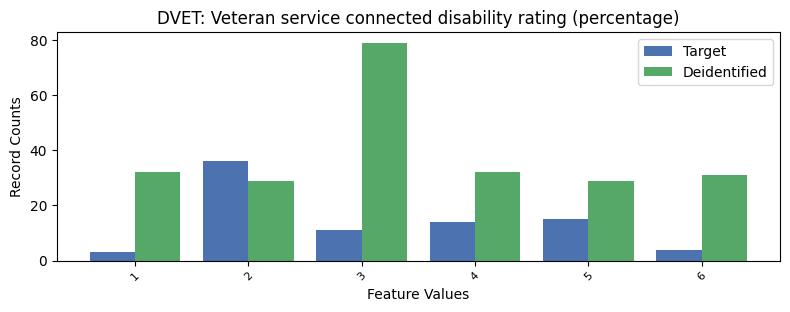 DVET: Veteran service connected disability rating (percentage)
Target
Deidentified
Record Counts
80
60
40
20
0
1 2 3 4 5 6
Feature Values